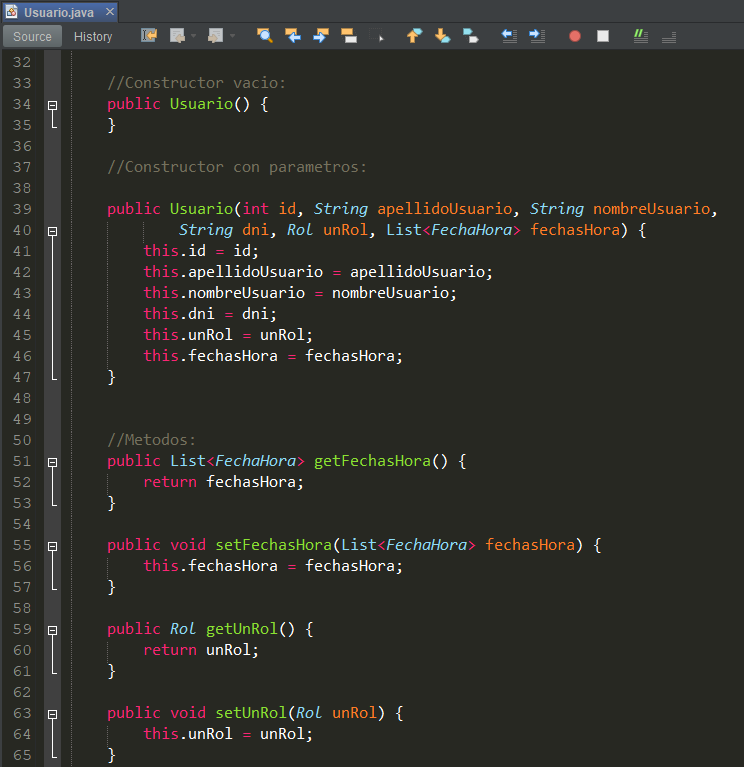 Usuario.java
Source History
32
33 //Constructor vacio:
34 public Usuario() {
35 }
36
37 //Constructor con parametros:
38
39 public Usuario(int id, String apellidoUsuario, String nombreUsuario,
40 String dni, Rol unRol, List<FechaHora> fechasHora) {
41 this.id = id;
42 this.apellidoUsuario = apellidoUsuario;
43 this.nombreUsuario = nombreUsuario;
44 this.dni = dni;
45 this.unRol = unRol;
46 this.fechasHora = fechasHora;
47 }
48
49
50 //Metodos:
51 public List<FechaHora> getFechasHora() {
52 return fechasHora;
53 }
54
55 public void setFechasHora(List<FechaHora> fechasHora) {
56 this.fechasHora = fechasHora;
57 }
58
59 public Rol getUnRol() {
60 return unRol;
61 }
62
63 public void setUnRol(Rol unRol) {
64 this.unRol = unRol;
65 }